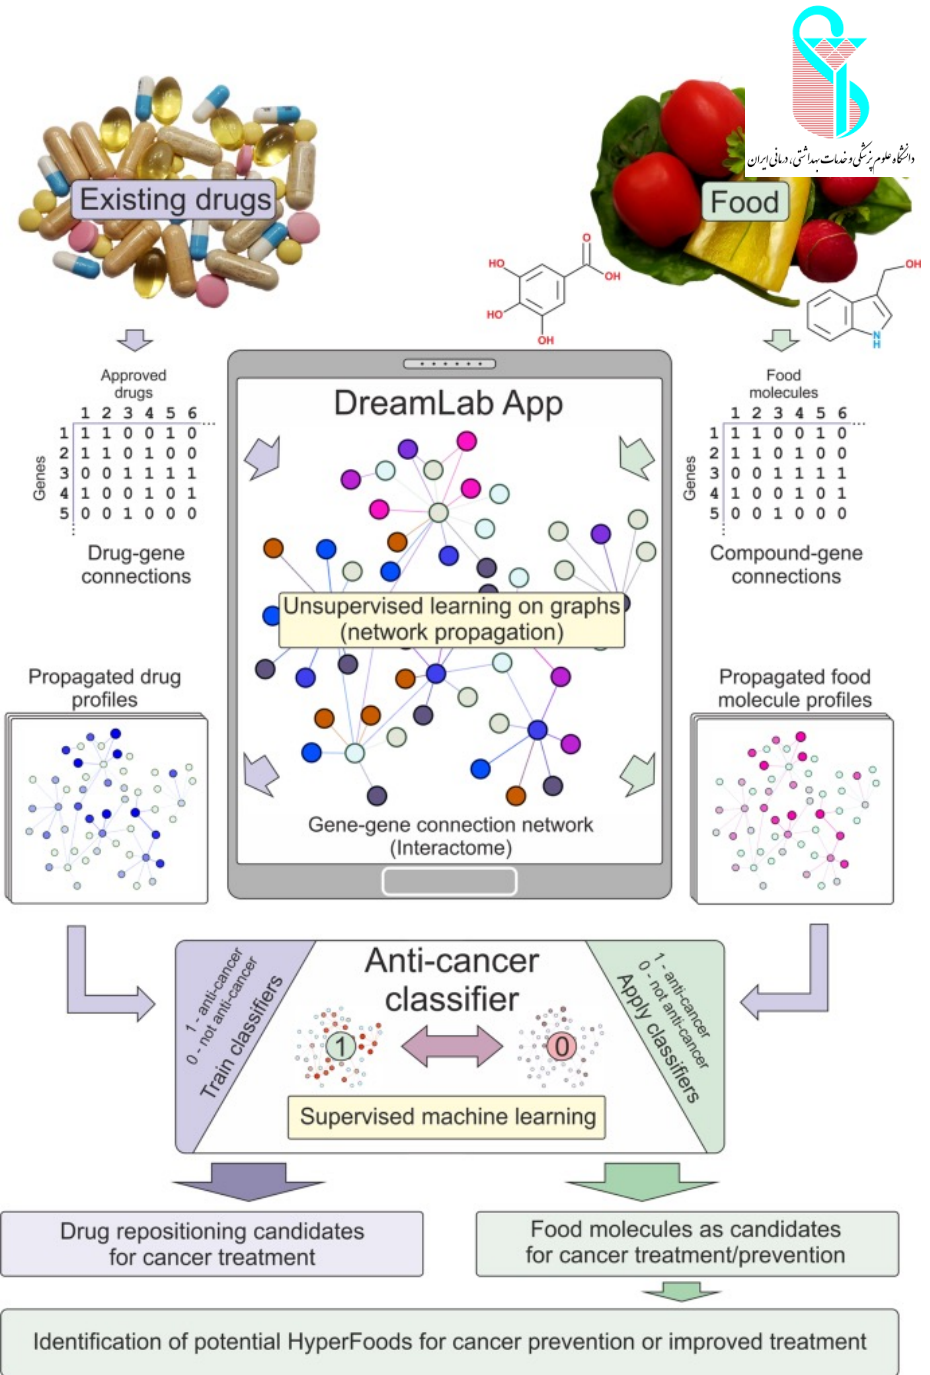 دانشگاه علوم پزشکی و خدمات بهداشتی، درمانی ایران
Existing drugs
Food
HO
O
OH
HO
OH
OH
N
H
Approved
drugs
1 2 3 4 5 6
1 1 1 0 0 1 0
2 1 1 0 1 0 0
3 0 0 1 1 1 1
4 1 0 0 1 0 1
5 0 0 1 0 0 0
Genes
Drug-gene
connections
Food
molecules
1 2 3 4 5 6
1 1 1 0 0 1 0
2 1 1 0 1 0 0
3 0 0 1 1 1 1
4 1 0 0 1 0 1
5 0 0 1 0 0 0
Genes
Compound-gene
connections
DreamLab App
Unsupervised learning on graphs
(network propagation)
Gene-gene connection network
(Interactome)
Propagated drug
profiles
Propagated food
molecule profiles
1 - anti-cancer
0 - not anti-cancer
Train classifiers
Anti-cancer
classifier
1
0
Supervised machine learning
1 - anti-cancer
0 - not anti-cancer
Apply classifiers
Drug repositioning candidates
for cancer treatment
Food molecules as candidates
for cancer treatment/prevention
Identification of potential HyperFoods for cancer prevention or improved treatment